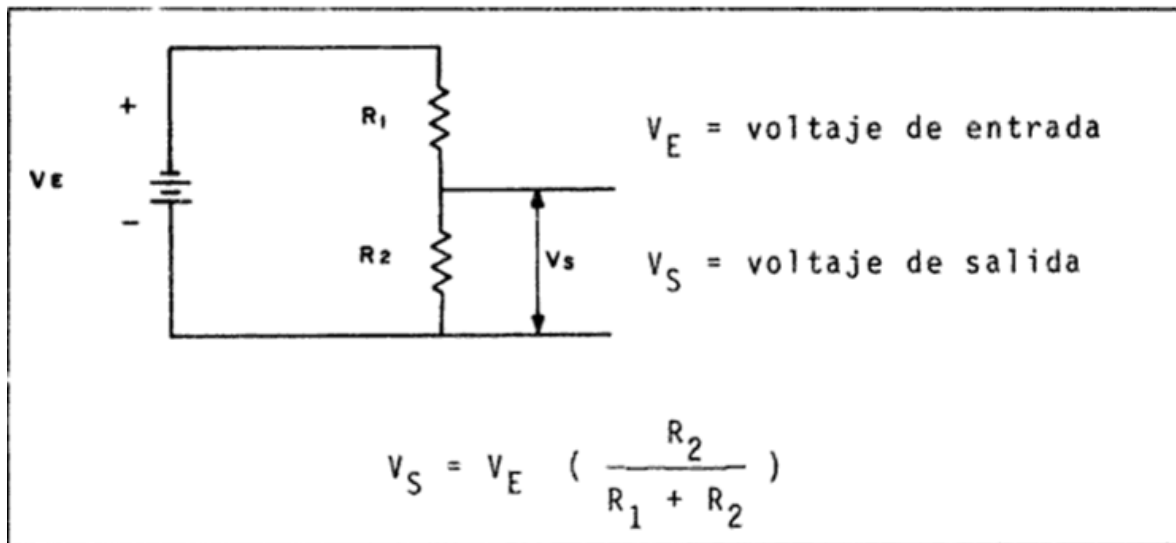 +
R1
VE = voltaje de entrada
VE
-
R2
Vs
VS = voltaje de salida
VS = VE ( R2 / R1 + R2 )